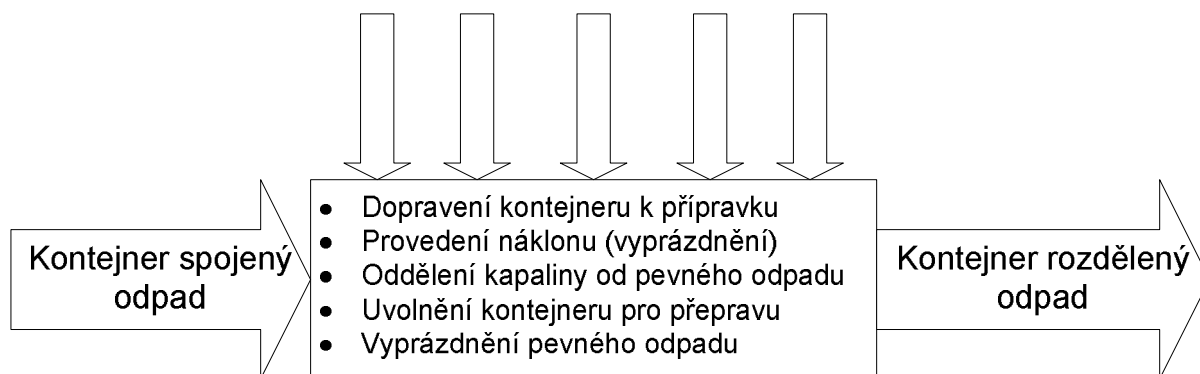 Kontejner spojený
odpad
● Dopravení kontejneru k přípravku
● Provedení náklonu (vyprázdnění)
● Oddělení kapaliny od pevného odpadu
● Uvolnění kontejneru pro přepravu
● Vyprázdnění pevného odpadu
Kontejner rozdělený
odpad